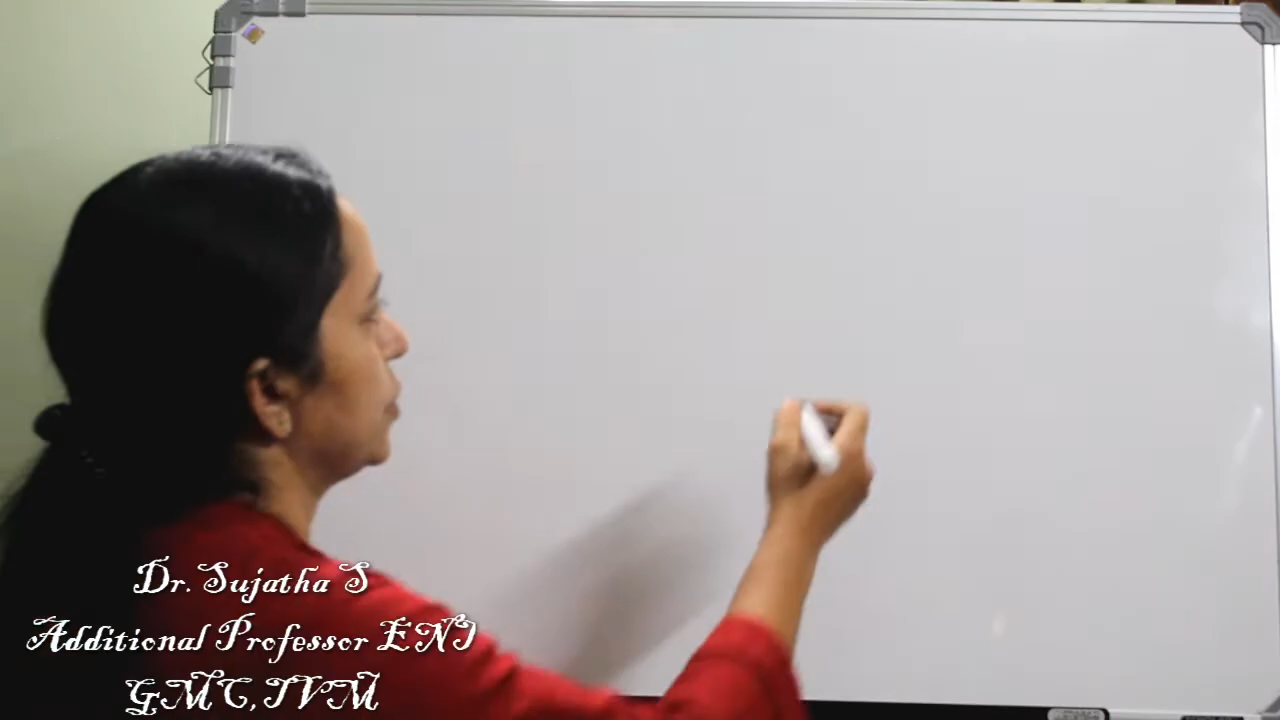 Dr. Sujatha S
Additional Professor ENT
GMC, TVM